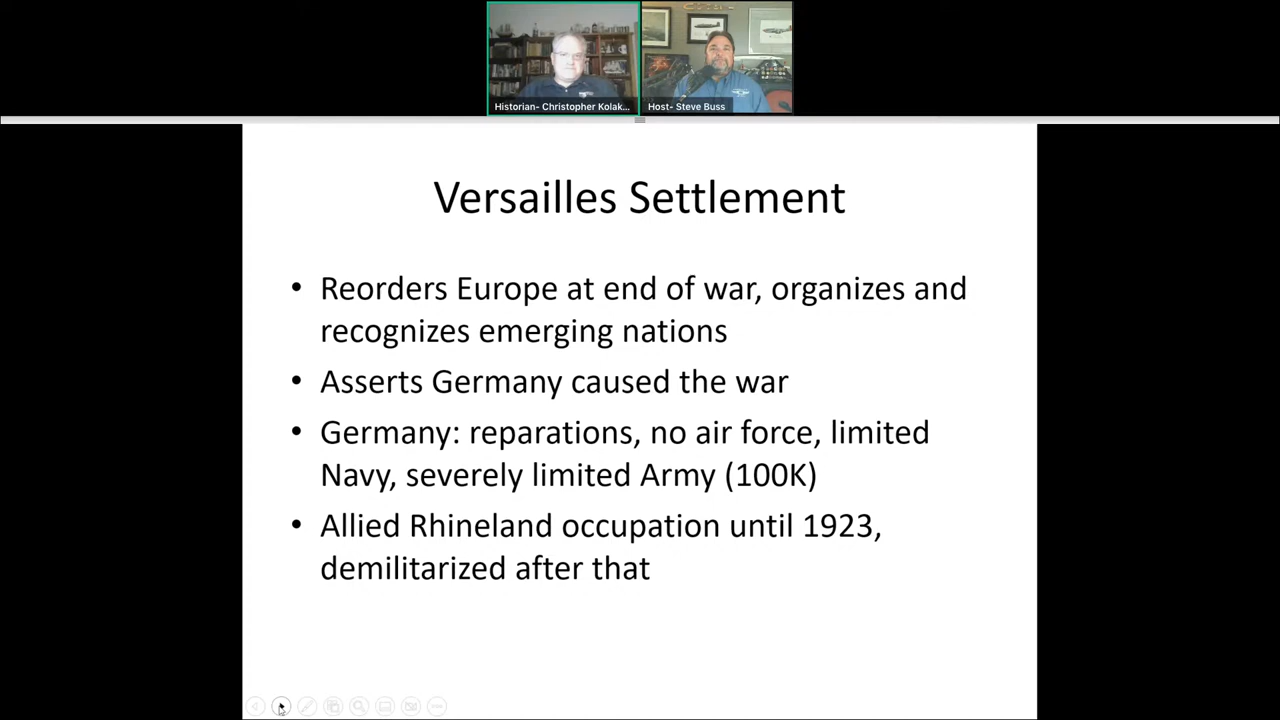 Historian- Christopher Kolak...
Host- Steve Buss
Versailles Settlement
• Reorders Europe at end of war, organizes and
recognizes emerging nations
• Asserts Germany caused the war
• Germany: reparations, no air force, limited
Navy, severely limited Army (100K)
• Allied Rhineland occupation until 1923,
demilitarized after that